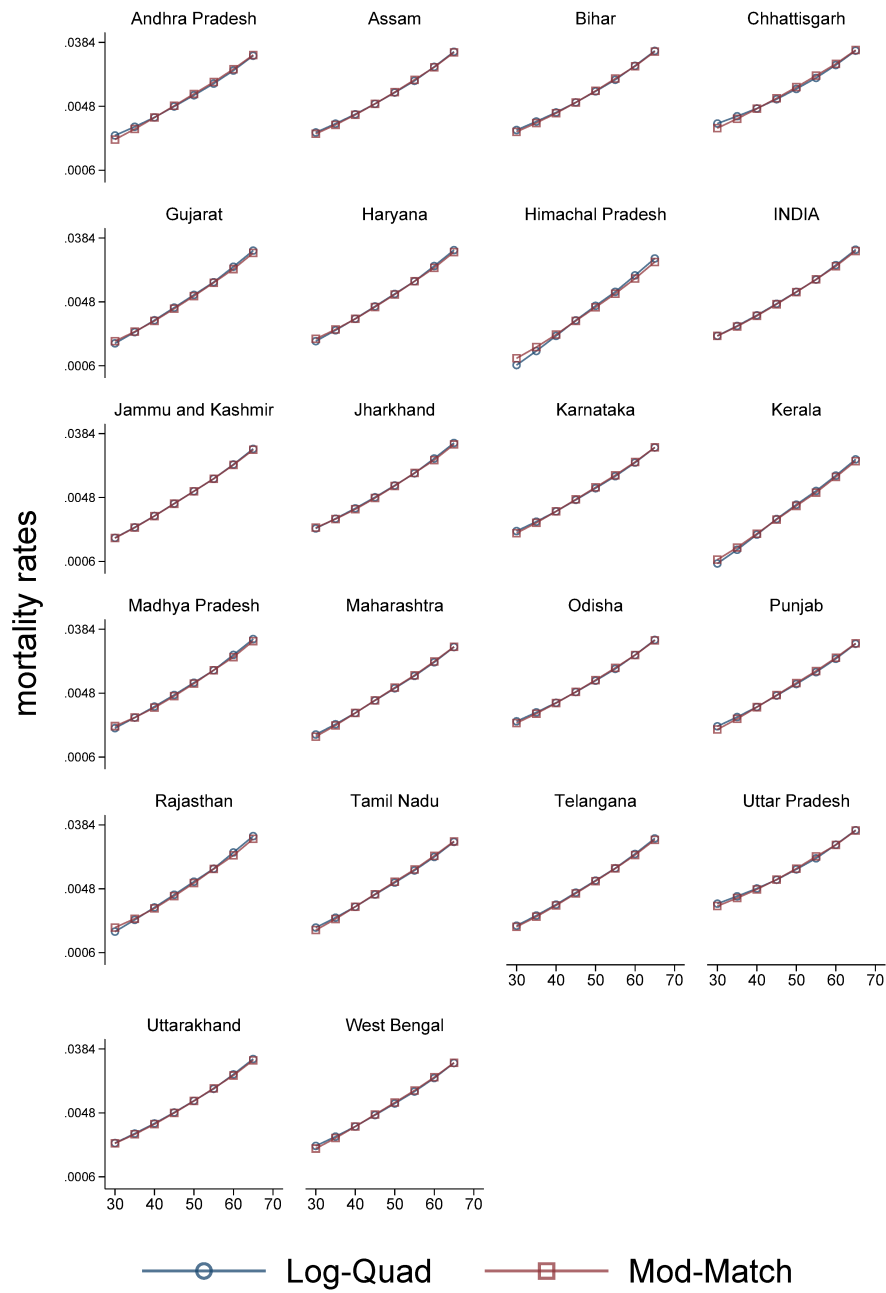 Andhra Pradesh Assam Bihar Chhattisgarh
.0384
.0048
.0006
Gujarat Haryana Himachal Pradesh INDIA
.0384
.0048
.0006
Jammu and Kashmir Jharkhand Karnataka Kerala
.0384
.0048
.0006
mortality rates
Madhya Pradesh Maharashtra Odisha Punjab
.0384
.0048
.0006
Rajasthan Tamil Nadu Telangana Uttar Pradesh
.0384
.0048
.0006
30 40 50 60 70 30 40 50 60 70
Uttarakhand West Bengal
.0384
.0048
.0006
30 40 50 60 70 30 40 50 60 70
Log-Quad Mod-Match